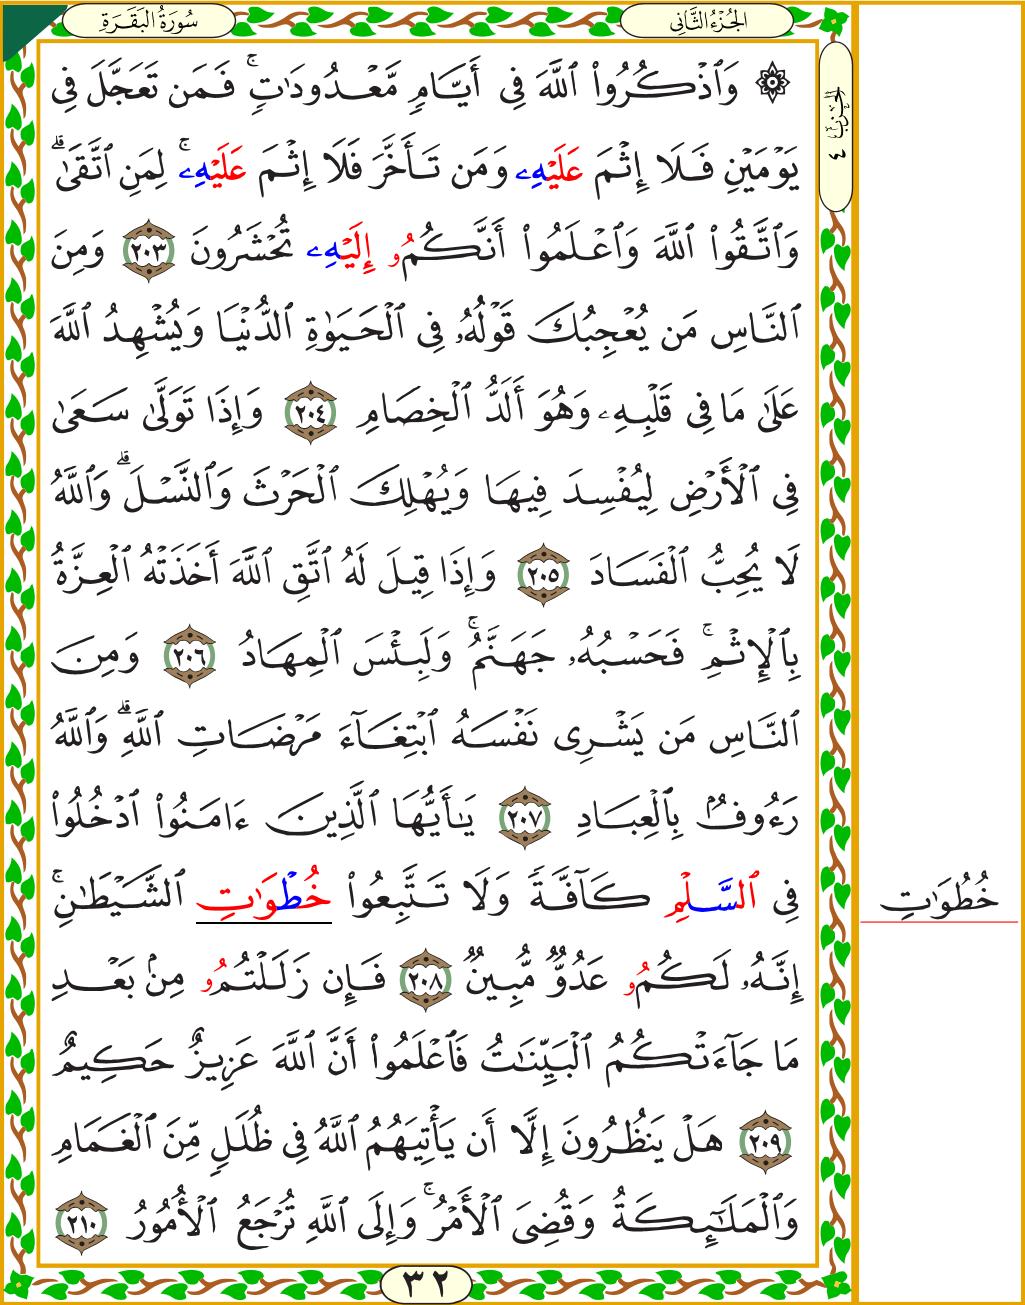 سُورَةُ البَقَرَةِ
الجُزْءُ الثَّانِي
الحِزْبُ ٤
۞ وَٱذْكُرُوا۟ ٱللَّهَ فِى أَيَّامٍ مَّعْدُودَٰتٍ ۚ فَمَن تَعَجَّلَ فِى
يَوْمَيْنِ فَلَا إِثْمَ عَلَيْهِۦ وَمَن تَأَخَّرَ فَلَا إِثْمَ عَلَيْهِۦ ۚ لِمَنِ ٱتَّقَىٰ ۗ
وَٱتَّقُوا۟ ٱللَّهَ وَٱعْلَمُوا۟ أَنَّكُمُۥ إِلَيْهِۦ تُحْشَرُونَ ٢٠٣ وَمِنَ
ٱلنَّاسِ مَن يُعْجِبُكَ قَوْلُهُۥ فِى ٱلْحَيَوٰةِ ٱلدُّنْيَا وَيُشْهِدُ ٱللَّهَ
عَلَىٰ مَا فِى قَلْبِهِۦ وَهُوَ أَلَدُّ ٱلْخِصَامِ ٢٠٤ وَإِذَا تَوَلَّىٰ سَعَىٰ
فِى ٱلْأَرْضِ لِيُفْسِدَ فِيهَا وَيُهْلِكَ ٱلْحَرْثَ وَٱلنَّسْلَ ۗ وَٱللَّهُ
لَا يُحِبُّ ٱلْفَسَادَ ٢٠٥ وَإِذَا قِيلَ لَهُ ٱتَّقِ ٱللَّهَ أَخَذَتْهُ ٱلْعِزَّةُ
بِٱلْإِثْمِ ۚ فَحَسْبُهُۥ جَهَنَّمُ ۚ وَلَبِئْسَ ٱلْمِهَادُ ٢٠٦ وَمِنَ
ٱلنَّاسِ مَن يَشْرِى نَفْسَهُ ٱبْتِغَآءَ مَرْضَاتِ ٱللَّهِ ۗ وَٱللَّهُ
رَءُوفٌۢ بِٱلْعِبَادِ ٢٠٧ يَٰأَيُّهَا ٱلَّذِينَ ءَامَنُوا۟ ٱدْخُلُوا۟
فِى ٱلسَّلْمِ كَآفَّةً وَلَا تَتَّبِعُوا۟ خُطْوَٰتِ ٱلشَّيْطَٰنِ ۚ
خُطُوَٰتِ
إِنَّهُۥ لَكُمُۥ عَدُوٌّ مُّبِينٌ ٢٠٨ فَإِن زَلَلْتُمُۥ مِنۢ بَعْدِ
مَا جَآءَتْكُمُ ٱلْبَيِّنَٰتُ فَٱعْلَمُوا۟ أَنَّ ٱللَّهَ عَزِيزٌ حَكِيمٌ
٢٠٩ هَلْ يَنظُرُونَ إِلَّا أَن يَأْتِيَهُمُ ٱللَّهُ فِى ظُلَلٍ مِّنَ ٱلْغَمَامِ
وَٱلْمَلَٰٓئِكَةُ وَقُضِىَ ٱلْأَمْرُ ۚ وَإِلَى ٱللَّهِ تُرْجَعُ ٱلْأُمُورُ ٢١٠
٣٢